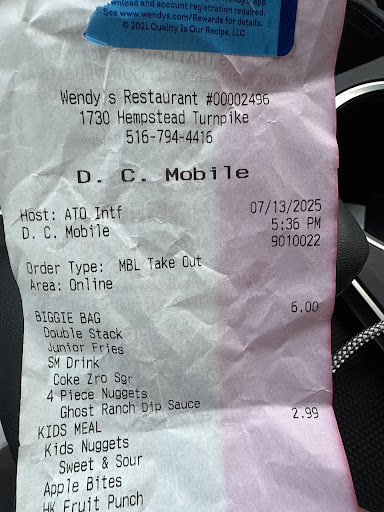 wnload and account registration required.
See www.wendys.com/Rewards for details.
© 2021 Quality Is Our Recipe, LLC
Wendy's Restaurant #00002496
1730 Hempstead Turnpike
516-794-4416
D. C. Mobile
Host: ATO Intf 07/13/2025
D. C. Mobile 5:36 PM
9010022
Order Type: MBL Take Out
Area: Online
BIGGIE BAG 6.00
Double Stack
Junior Fries
SM Drink
Coke Zro Sgr
4 Piece Nuggets
Ghost Ranch Dip Sauce
KIDS MEAL 2.99
Kids Nuggets
Sweet & Sour
Apple Bites
HK Fruit Punch